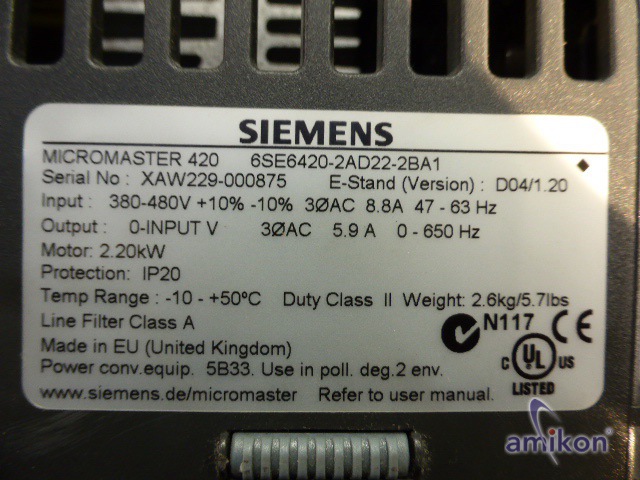 SIEMENS
MICROMASTER 420 6SE6420-2AD22-2BA1
Serial No : XAW229-000875 E-Stand (Version) : D04/1.20
Input : 380-480V +10% -10% 3ØAC 8.8A 47 - 63 Hz
Output : 0-INPUT V 3ØAC 5.9 A 0 - 650 Hz
Motor: 2.20kW
Protection: IP20
Temp Range : -10 - +50°C Duty Class II Weight: 2.6kg/5.7lbs
Line Filter Class A
N117 CE
Made in EU (United Kingdom)
C UL US
LISTED
Power conv.equip. 5B33. Use in poll. deg.2 env.
www.siemens.de/micromaster Refer to user manual.
amikon